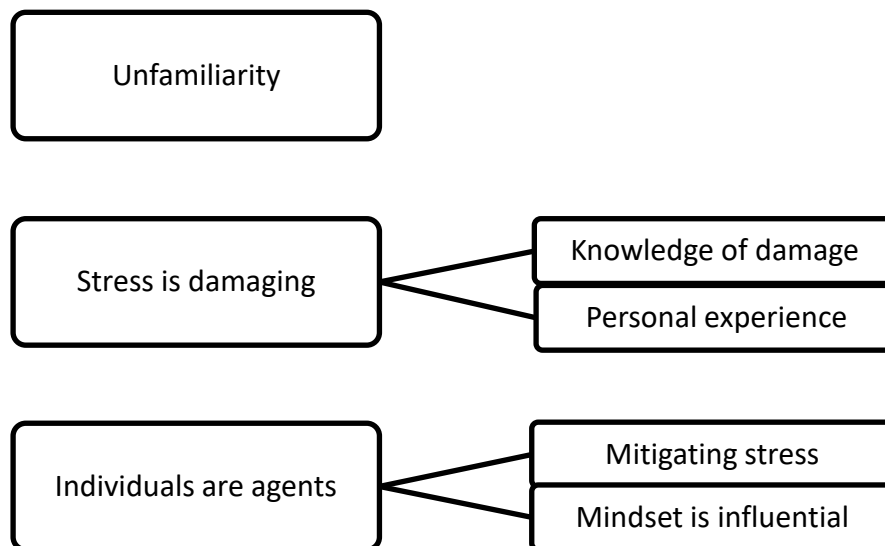 Unfamiliarity
Stress is damaging
Knowledge of damage
Personal experience
Individuals are agents
Mitigating stress
Mindset is influential